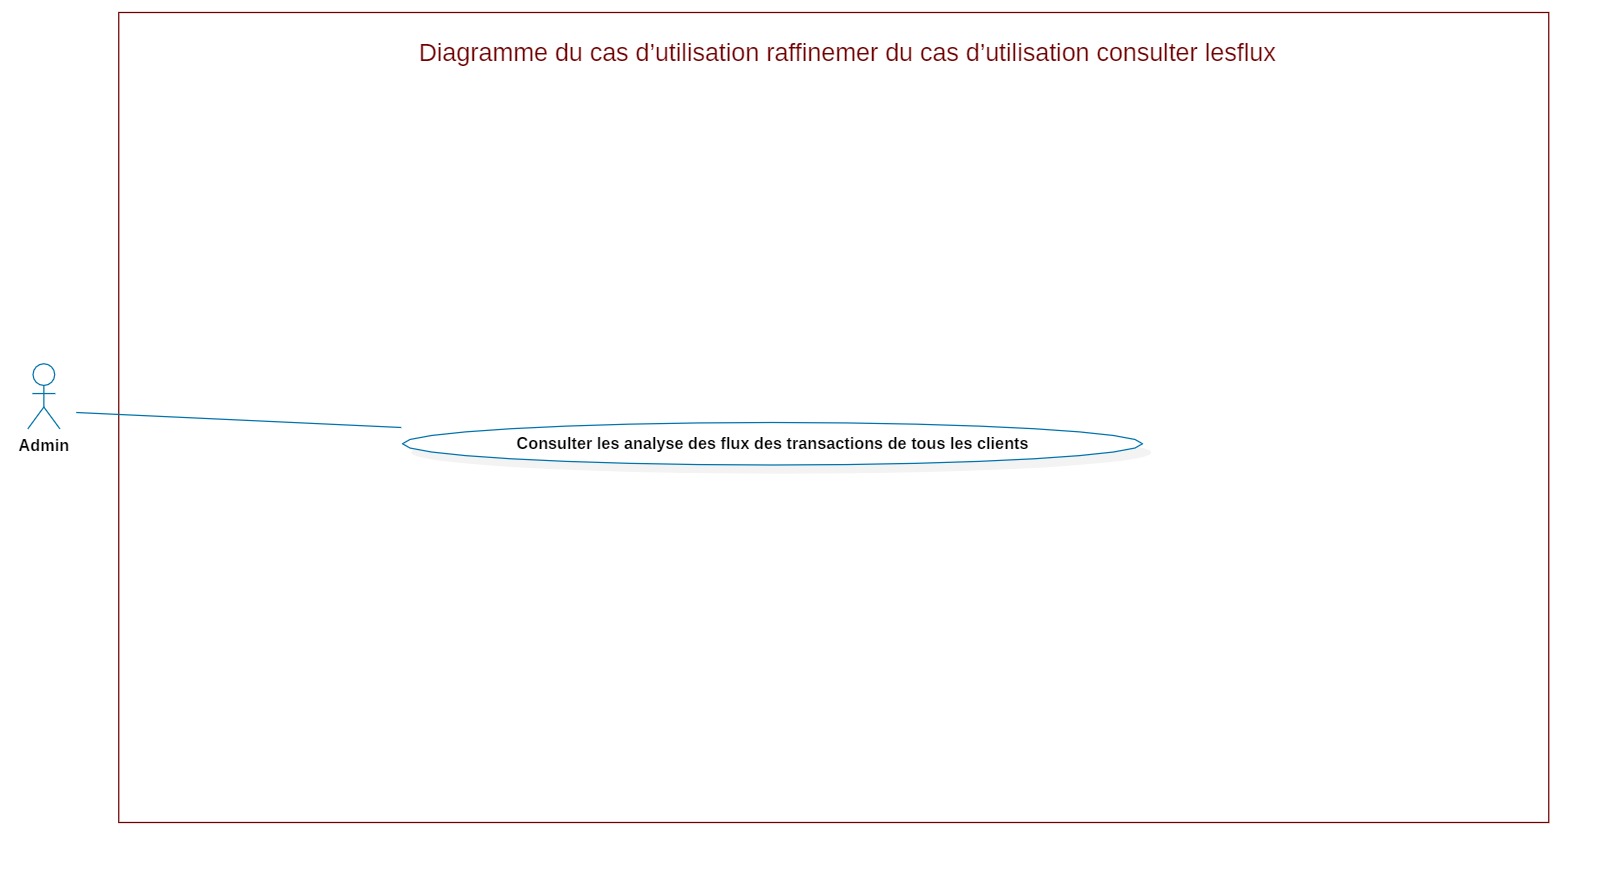 Diagramme du cas d’utilisation raffinemer du cas d’utilisation consulter lesflux
Admin
Consulter les analyse des flux des transactions de tous les clients